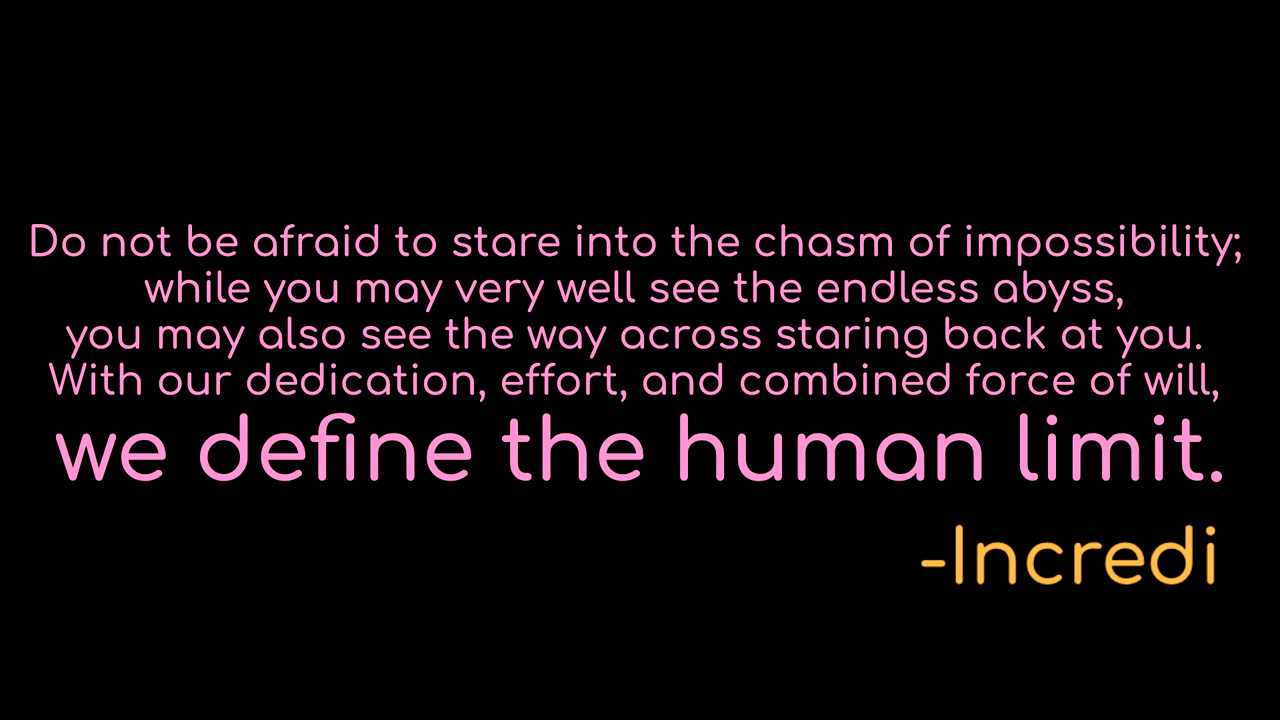 Do not be afraid to stare into the chasm of impossibility;
while you may very well see the endless abyss,
you may also see the way across staring back at you.
With our dedication, effort, and combined force of will,
we define the human limit.
-Incredi